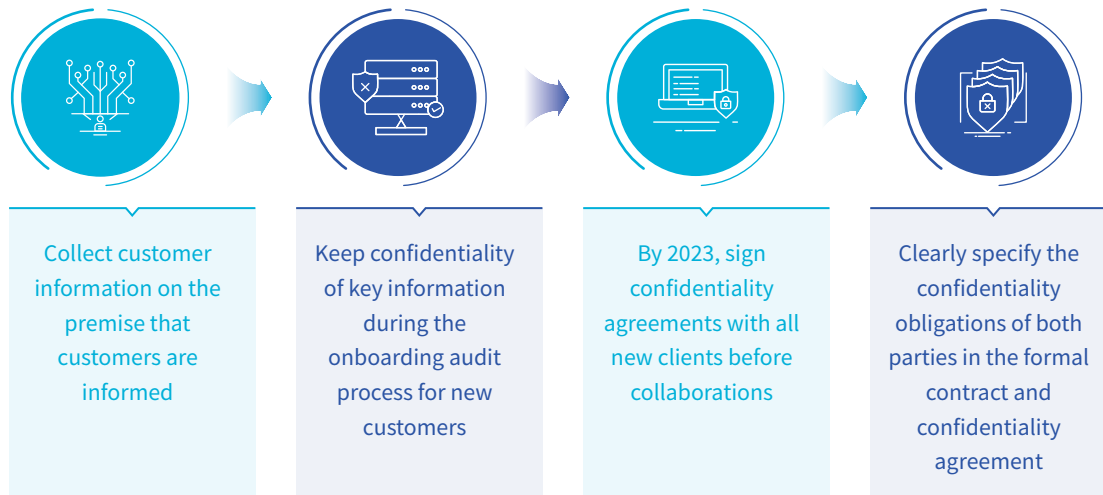 Collect customer
information on the
premise that
customers are
informed
Keep confidentiality
of key information
during the
onboarding audit
process for new
customers
By 2023, sign
confidentiality
agreements with all
new clients before
collaborations
Clearly specify the
confidentiality
obligations of both
parties in the formal
contract and
confidentiality
agreement